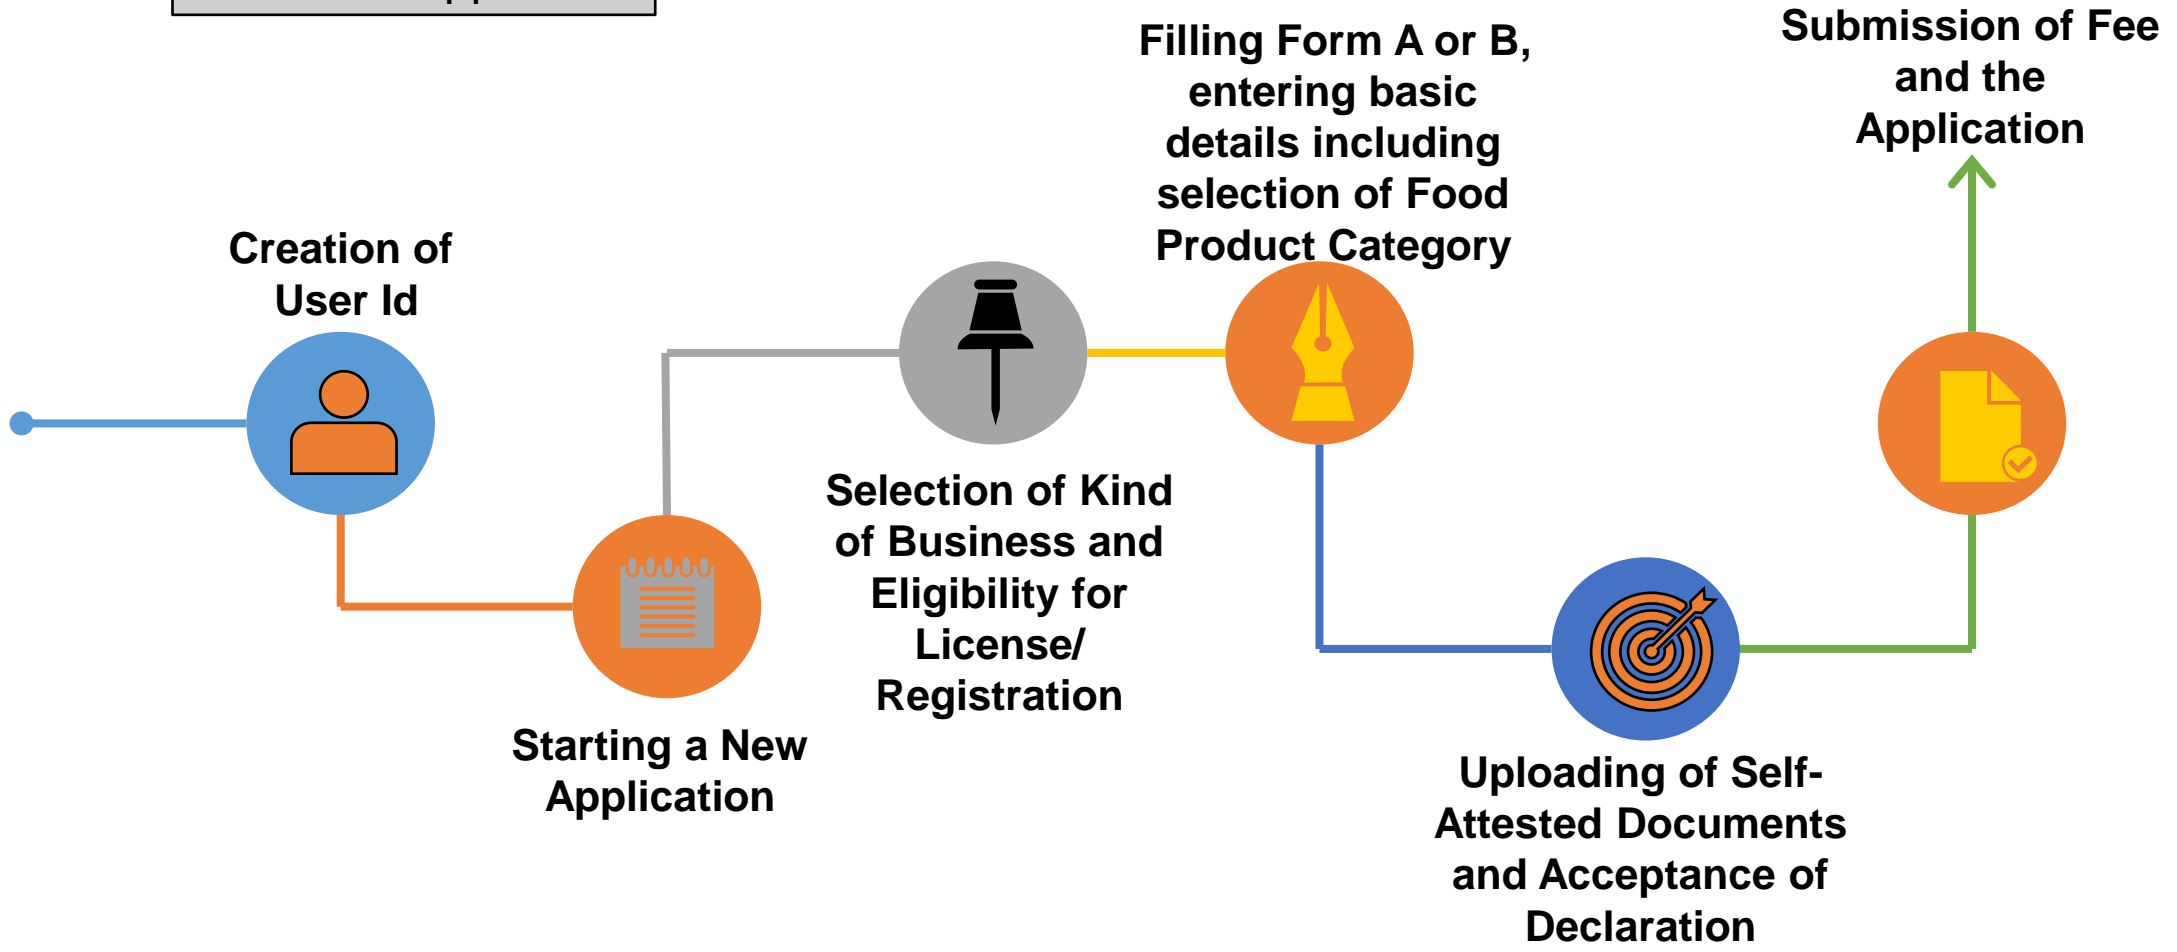 Creation of
User Id
Starting a New
Application
Selection of Kind
of Business and
Eligibility for
License/
Registration
Filling Form A or B,
entering basic
details including
selection of Food
Product Category
Uploading of Self-
Attested Documents
and Acceptance of
Declaration
Submission of Fee
and the
Application